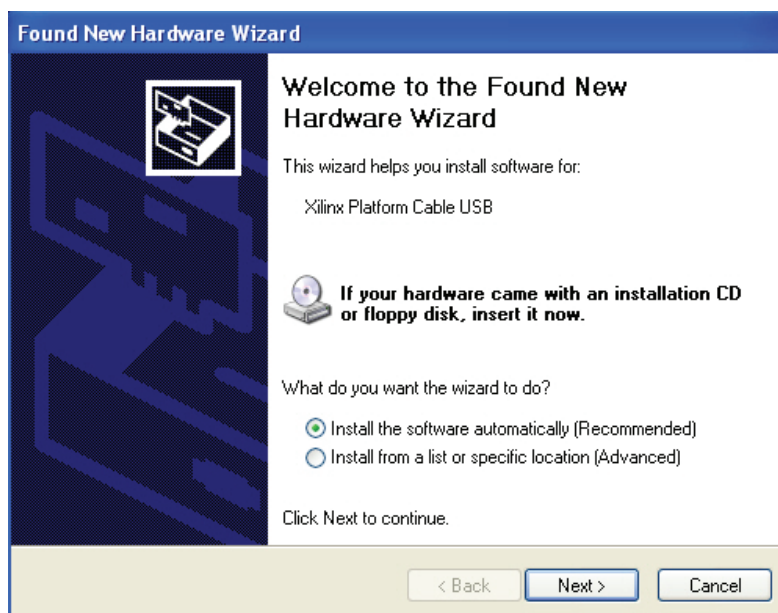 Found New Hardware Wizard
Welcome to the Found New
Hardware Wizard
This wizard helps you install software for:
Xilinx Platform Cable USB
If your hardware came with an installation CD
or floppy disk, insert it now.
What do you want the wizard to do?
Install the software automatically (Recommended)
Install from a list or specific location (Advanced)
Click Next to continue.
< Back Next > Cancel